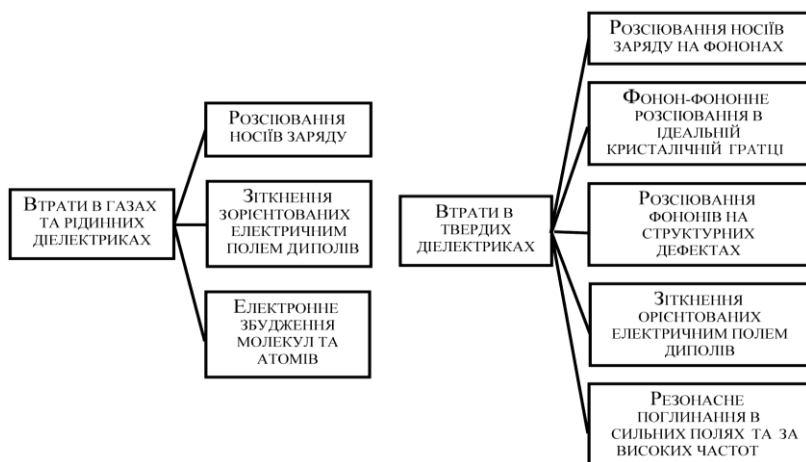 ВТРАТИ В ГАЗАХ
ТА РІДИННИХ
ДІЕЛЕКТРИКАХ
РОЗСІЮВАННЯ
НОСІЇВ ЗАРЯДУ
ЗІТКНЕННЯ
ЗОРІЄНТОВАНИХ
ЕЛЕКТРИЧНИМ
ПОЛЕМ ДИПОЛІВ
ЕЛЕКТРОННЕ
ЗБУДЖЕННЯ
МОЛЕКУЛ ТА
АТОМІВ
ВТРАТИ В
ТВЕРДИХ
ДІЕЛЕКТРИКАХ
РОЗСІЮВАННЯ НОСІЇВ
ЗАРЯДУ НА ФОНОНАХ
ФОНОН-ФОНОННЕ
РОЗСІЮВАННЯ В
ІДЕАЛЬНІЙ
КРИСТАЛІЧНІЙ ГРАТЦІ
РОЗСІЮВАННЯ
ФОНОНІВ НА
СТРУКТУРНИХ
ДЕФЕКТАХ
ЗІТКНЕННЯ
ОРІЄНТОВАНИХ
ЕЛЕКТРИЧНИМ ПОЛЕМ
ДИПОЛІВ
РЕЗОНАСНЕ
ПОГЛИНАННЯ В
СИЛЬНИХ ПОЛЯХ ТА ЗА
ВИСОКИХ ЧАСТОТ